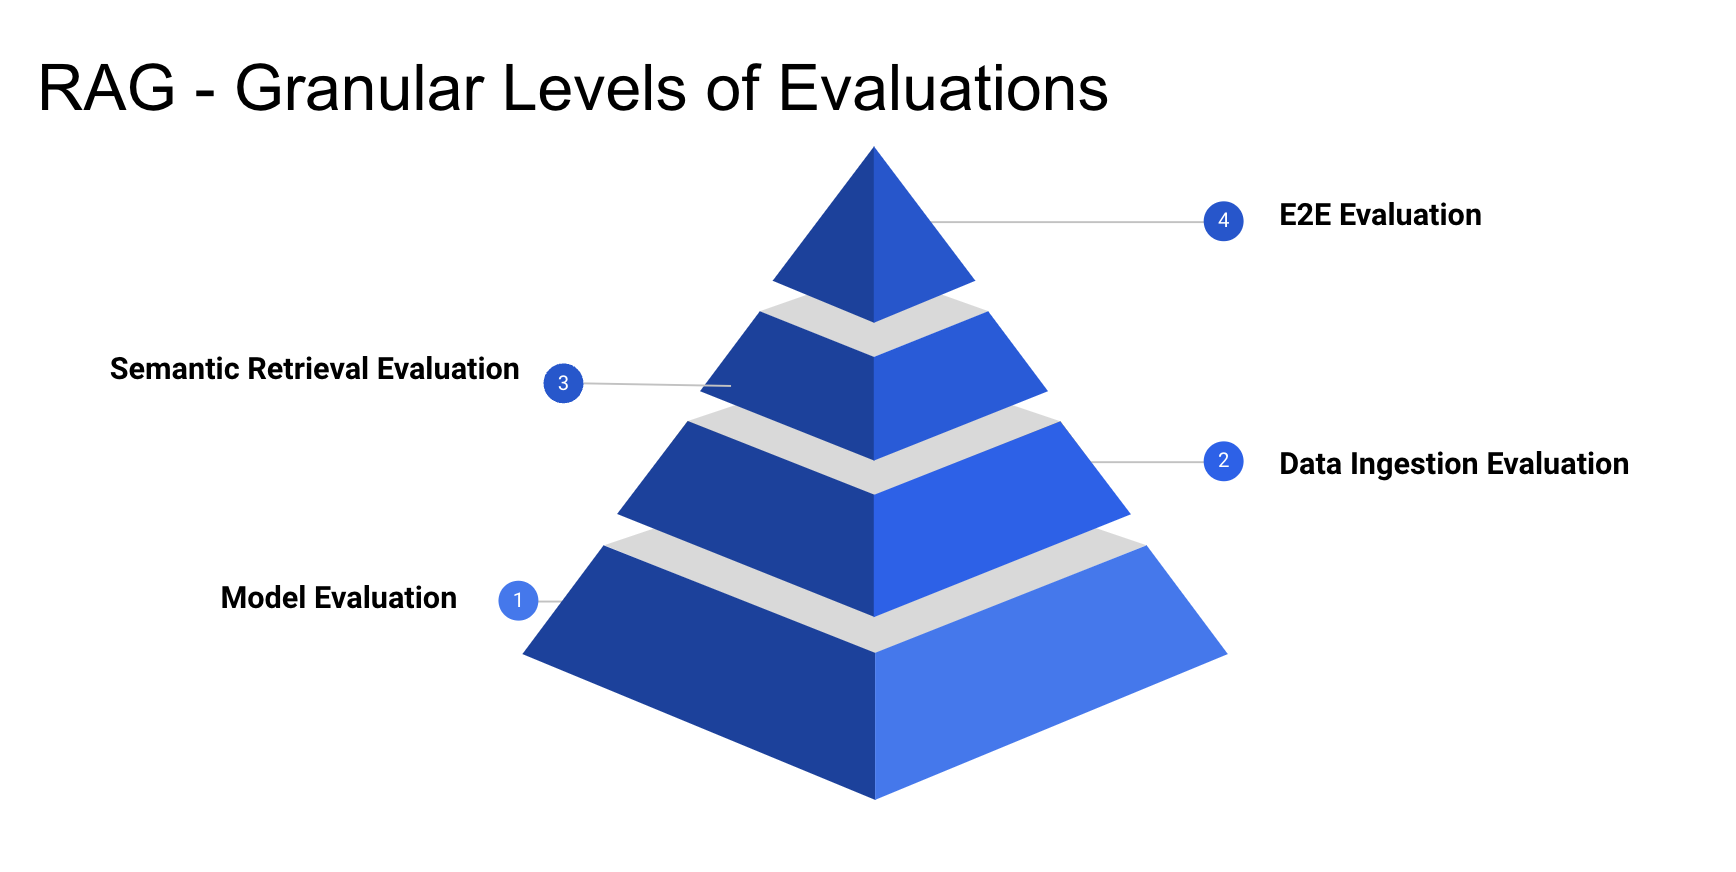 RAG - Granular Levels of Evaluations
4
E2E Evaluation
Semantic Retrieval Evaluation
3
2
Data Ingestion Evaluation
Model Evaluation
1